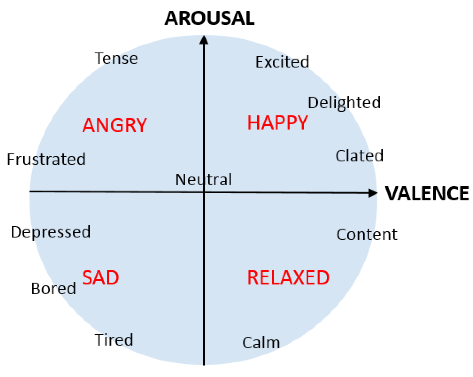 AROUSAL
Tense
Excited
Delighted
ANGRY
HAPPY
Frustrated
Clated
Neutral
VALENCE
Depressed
Content
SAD
RELAXED
Bored
Tired
Calm